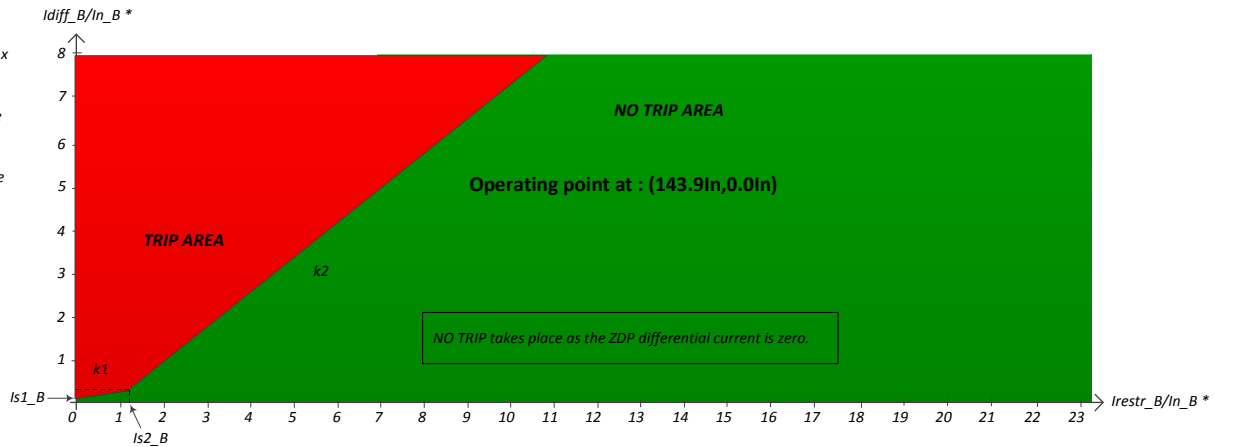 Idiff_B/In_B *
x
e
8
7
6
5
4
3
2
1
NO TRIP AREA
Operating point at : (143.9In,0.0In)
TRIP AREA
k2
NO TRIP takes place as the ZDP differential current is zero.
k1
Is1_B
Irestr_B/In_B *
0 1 2 3 4 5 6 7 8 9 10 11 12 13 14 15 16 17 18 19 20 21 22 23
Is2_B